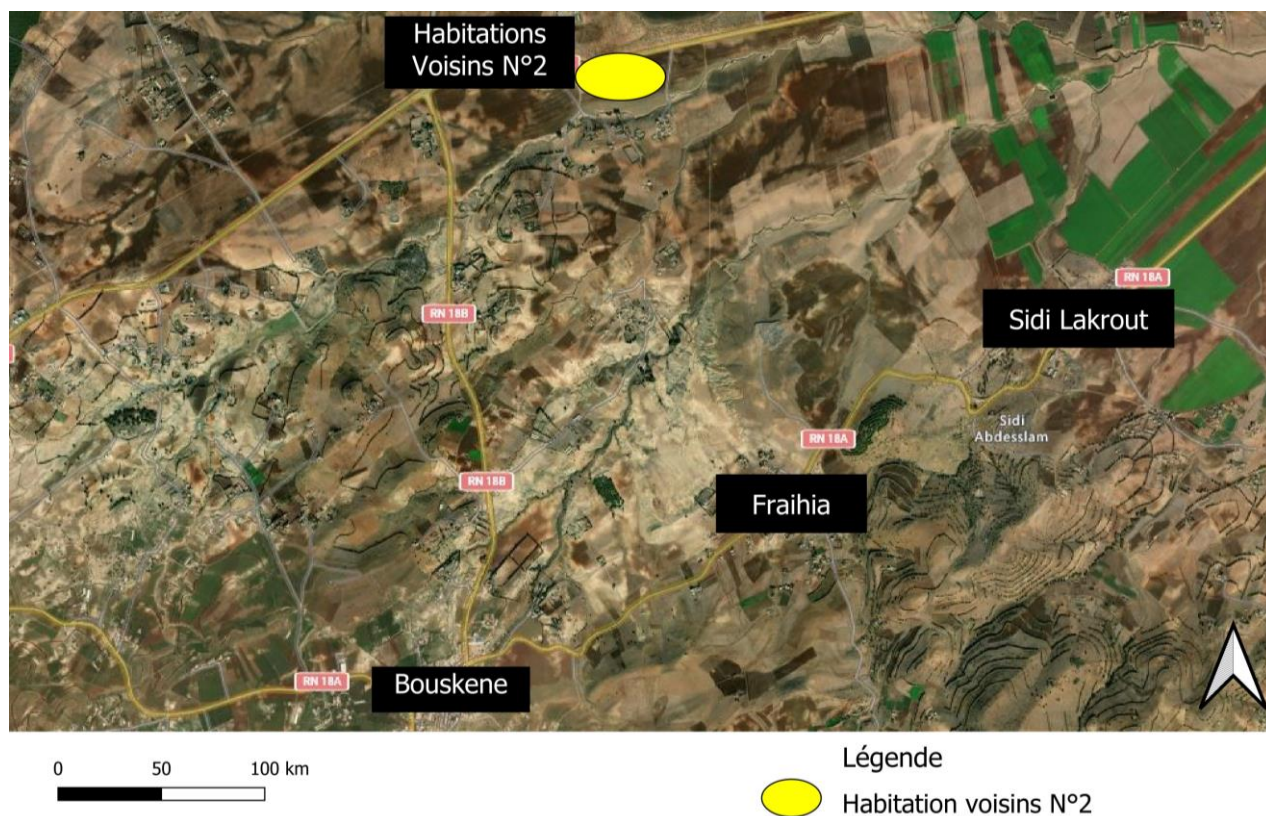 Habitations
Voisins N°2
RN 18A
Sidi Lakrout
RN 18B
Sidi
Abdesslam
RN 18A
RN 18B
Fraihia
RN 18A
Bouskene
0 50 100 km
Légende
Habitation voisins N°2